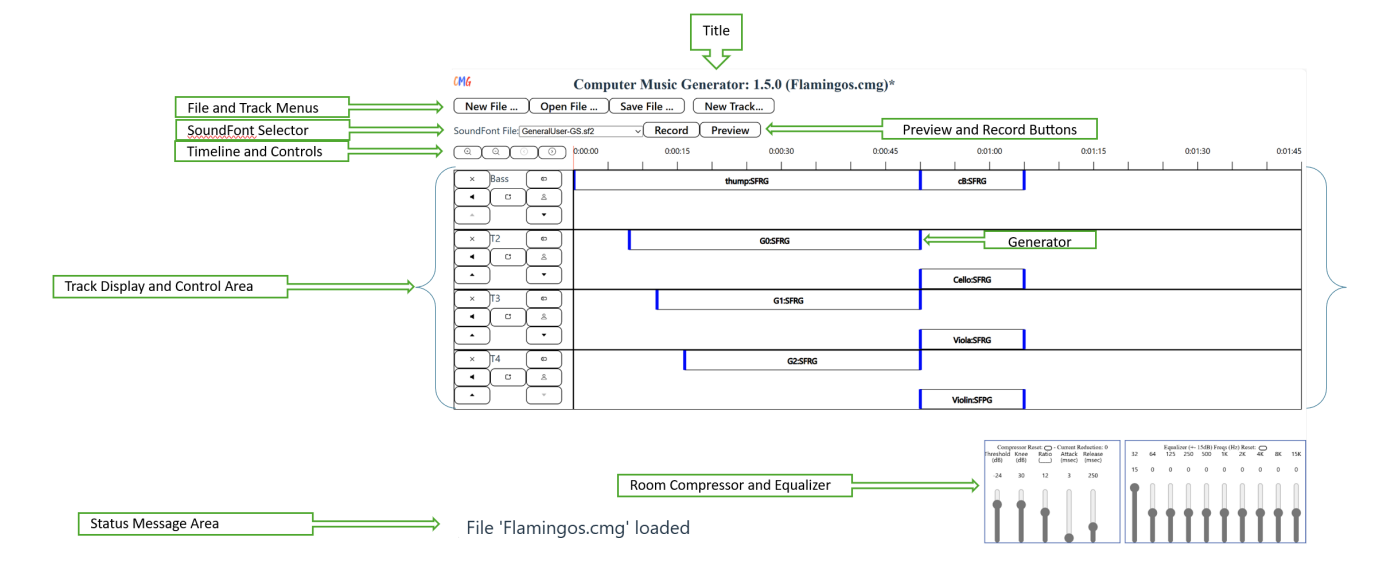 Title
CMG
Computer Music Generator: 1.5.0 (Flamingos.cmg)*
File and Track Menus
New File ... Open File ... Save File ... New Track...
SoundFont Selector
SoundFont File: GeneralUser-GS.sf2 Record Preview
Preview and Record Buttons
Timeline and Controls
0:00:00 0:00:15 0:00:30 0:00:45 0:01:00 0:01:15 0:01:30 0:01:45
Bass thump:SFRG cB:SFRG
T2 G0:SFRG
Generator
Cello:SFRG
Track Display and Control Area
T3 G1:SFRG
Viola:SFRG
T4 G2:SFRG
Violin:SFPG
Room Compressor and Equalizer
Compressor Reset: - Current Reduction: 0
Threshold Knee Ratio Attack Release
(dB) (dB) (msec) (msec)
-24 30 12 3 250
Equalizer (+- 15dB) Freqs (Hz) Reset:
32 64 125 250 500 1K 2K 4K 8K 15K
15 0 0 0 0 0 0 0 0 0
Status Message Area
File 'Flamingos.cmg' loaded